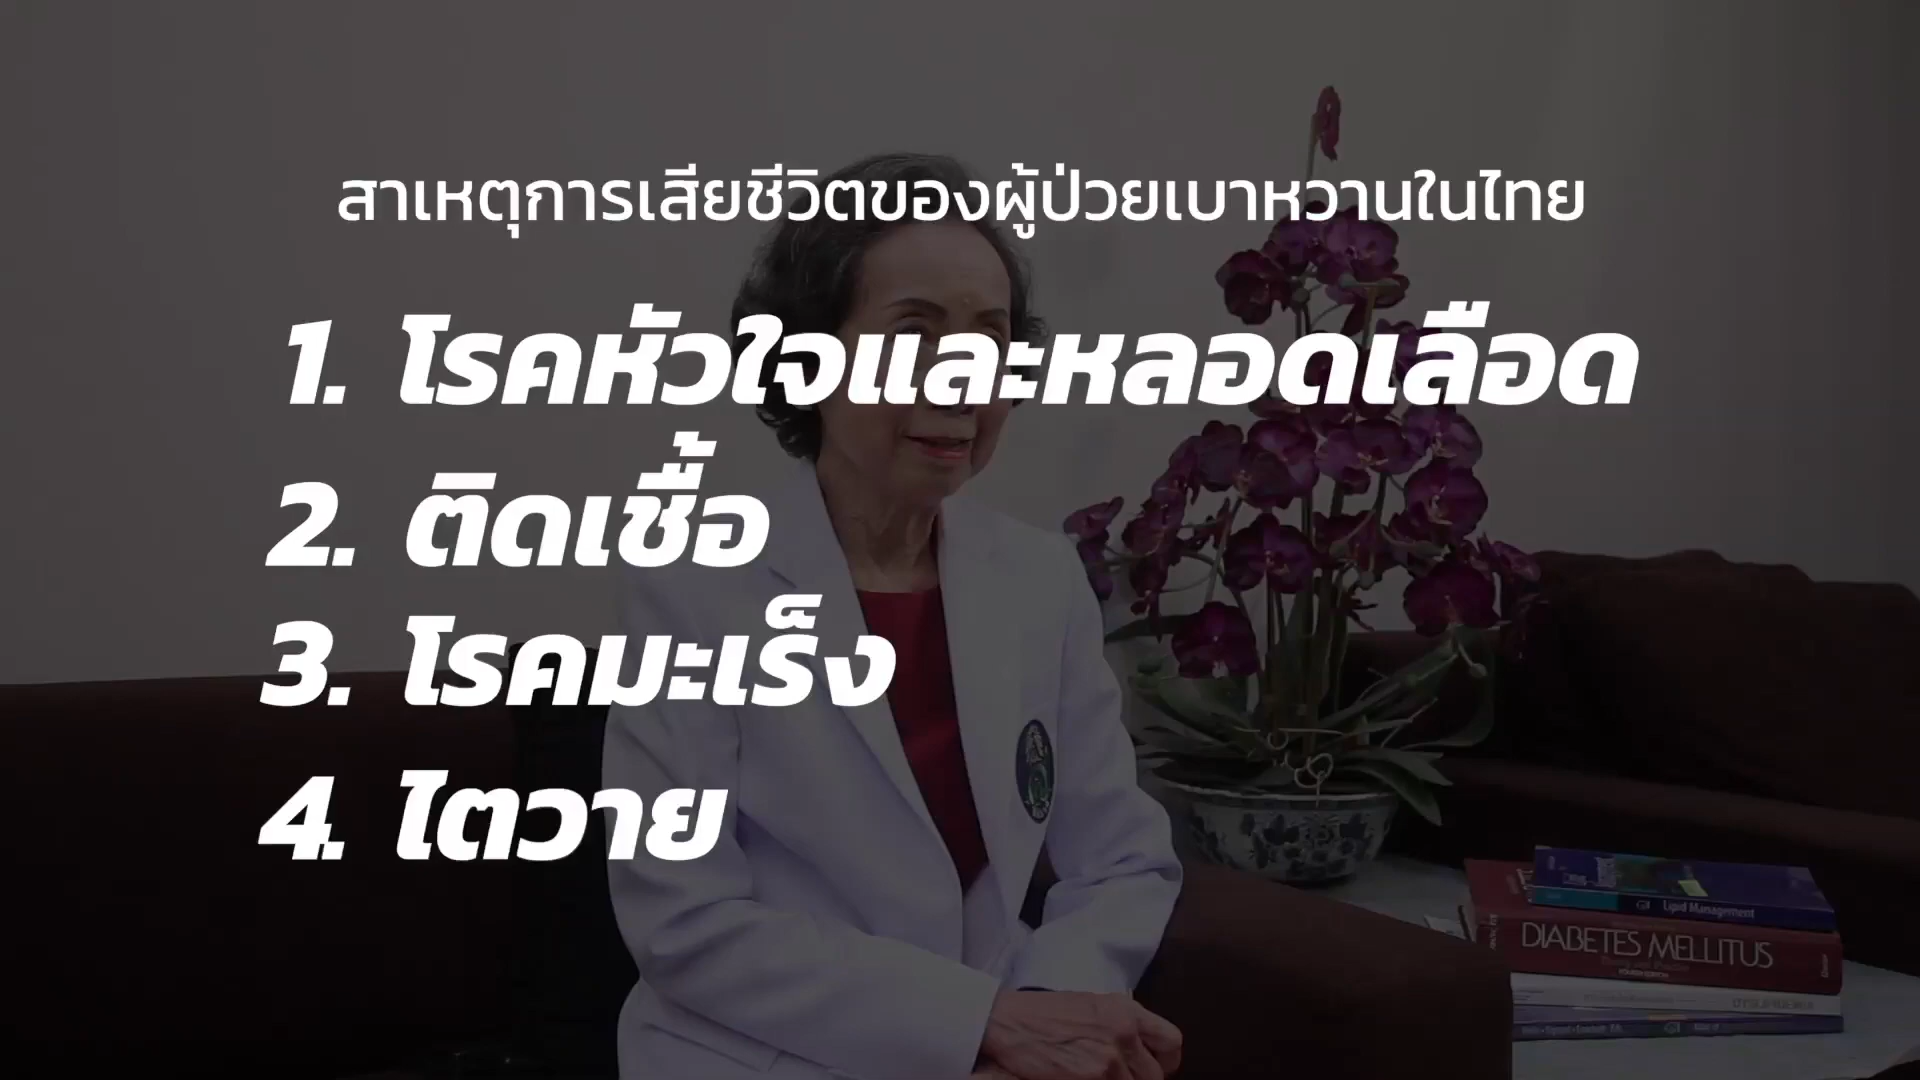 สาเหตุการเสียชีวิตของผู้ป่วยเบาหวานในไทย
1. โรคหัวใจและหลอดเลือด
2. ติดเชื้อ
3. โรคมะเร็ง
4. ไตวาย
Lipid Management
DIABETES MELLITUS
FOURTH EDITION